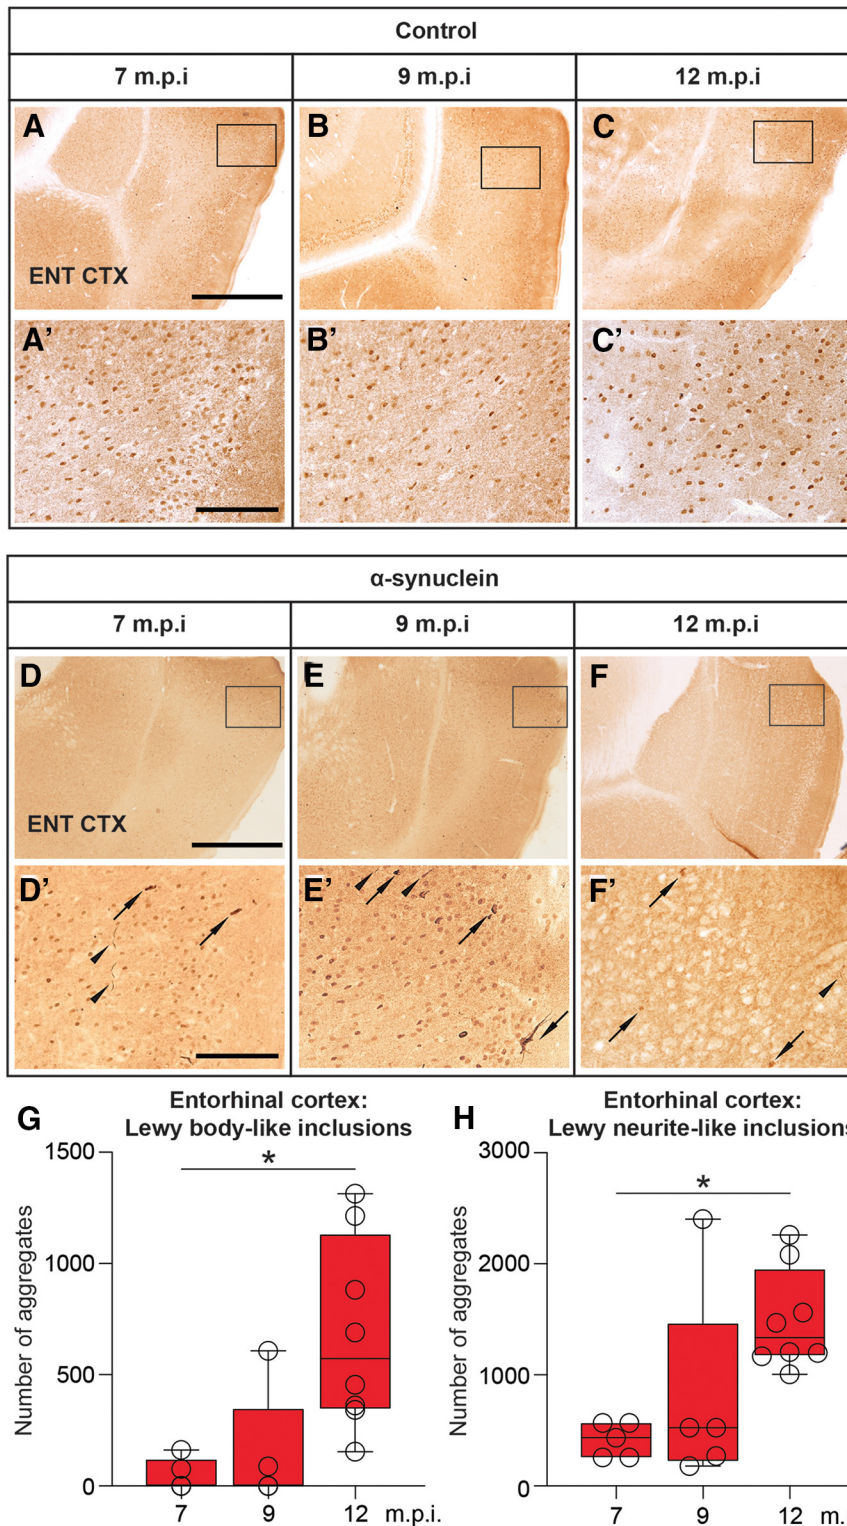 Control
7 m.p.i 9 m.p.i 12 m.p.i
A B C
ENT CTX
A’ B’ C’
α-synuclein
7 m.p.i 9 m.p.i 12 m.p.i
D E F
ENT CTX
D’ E’ F’
G Entorhinal cortex:
Lewy body-like inclusions
*
Number of aggregates
1500
1000
500
0
7 9 12 m.p.i.
H Entorhinal cortex:
Lewy neurite-like inclusions
*
Number of aggregates
3000
2000
1000
0
7 9 12 m.